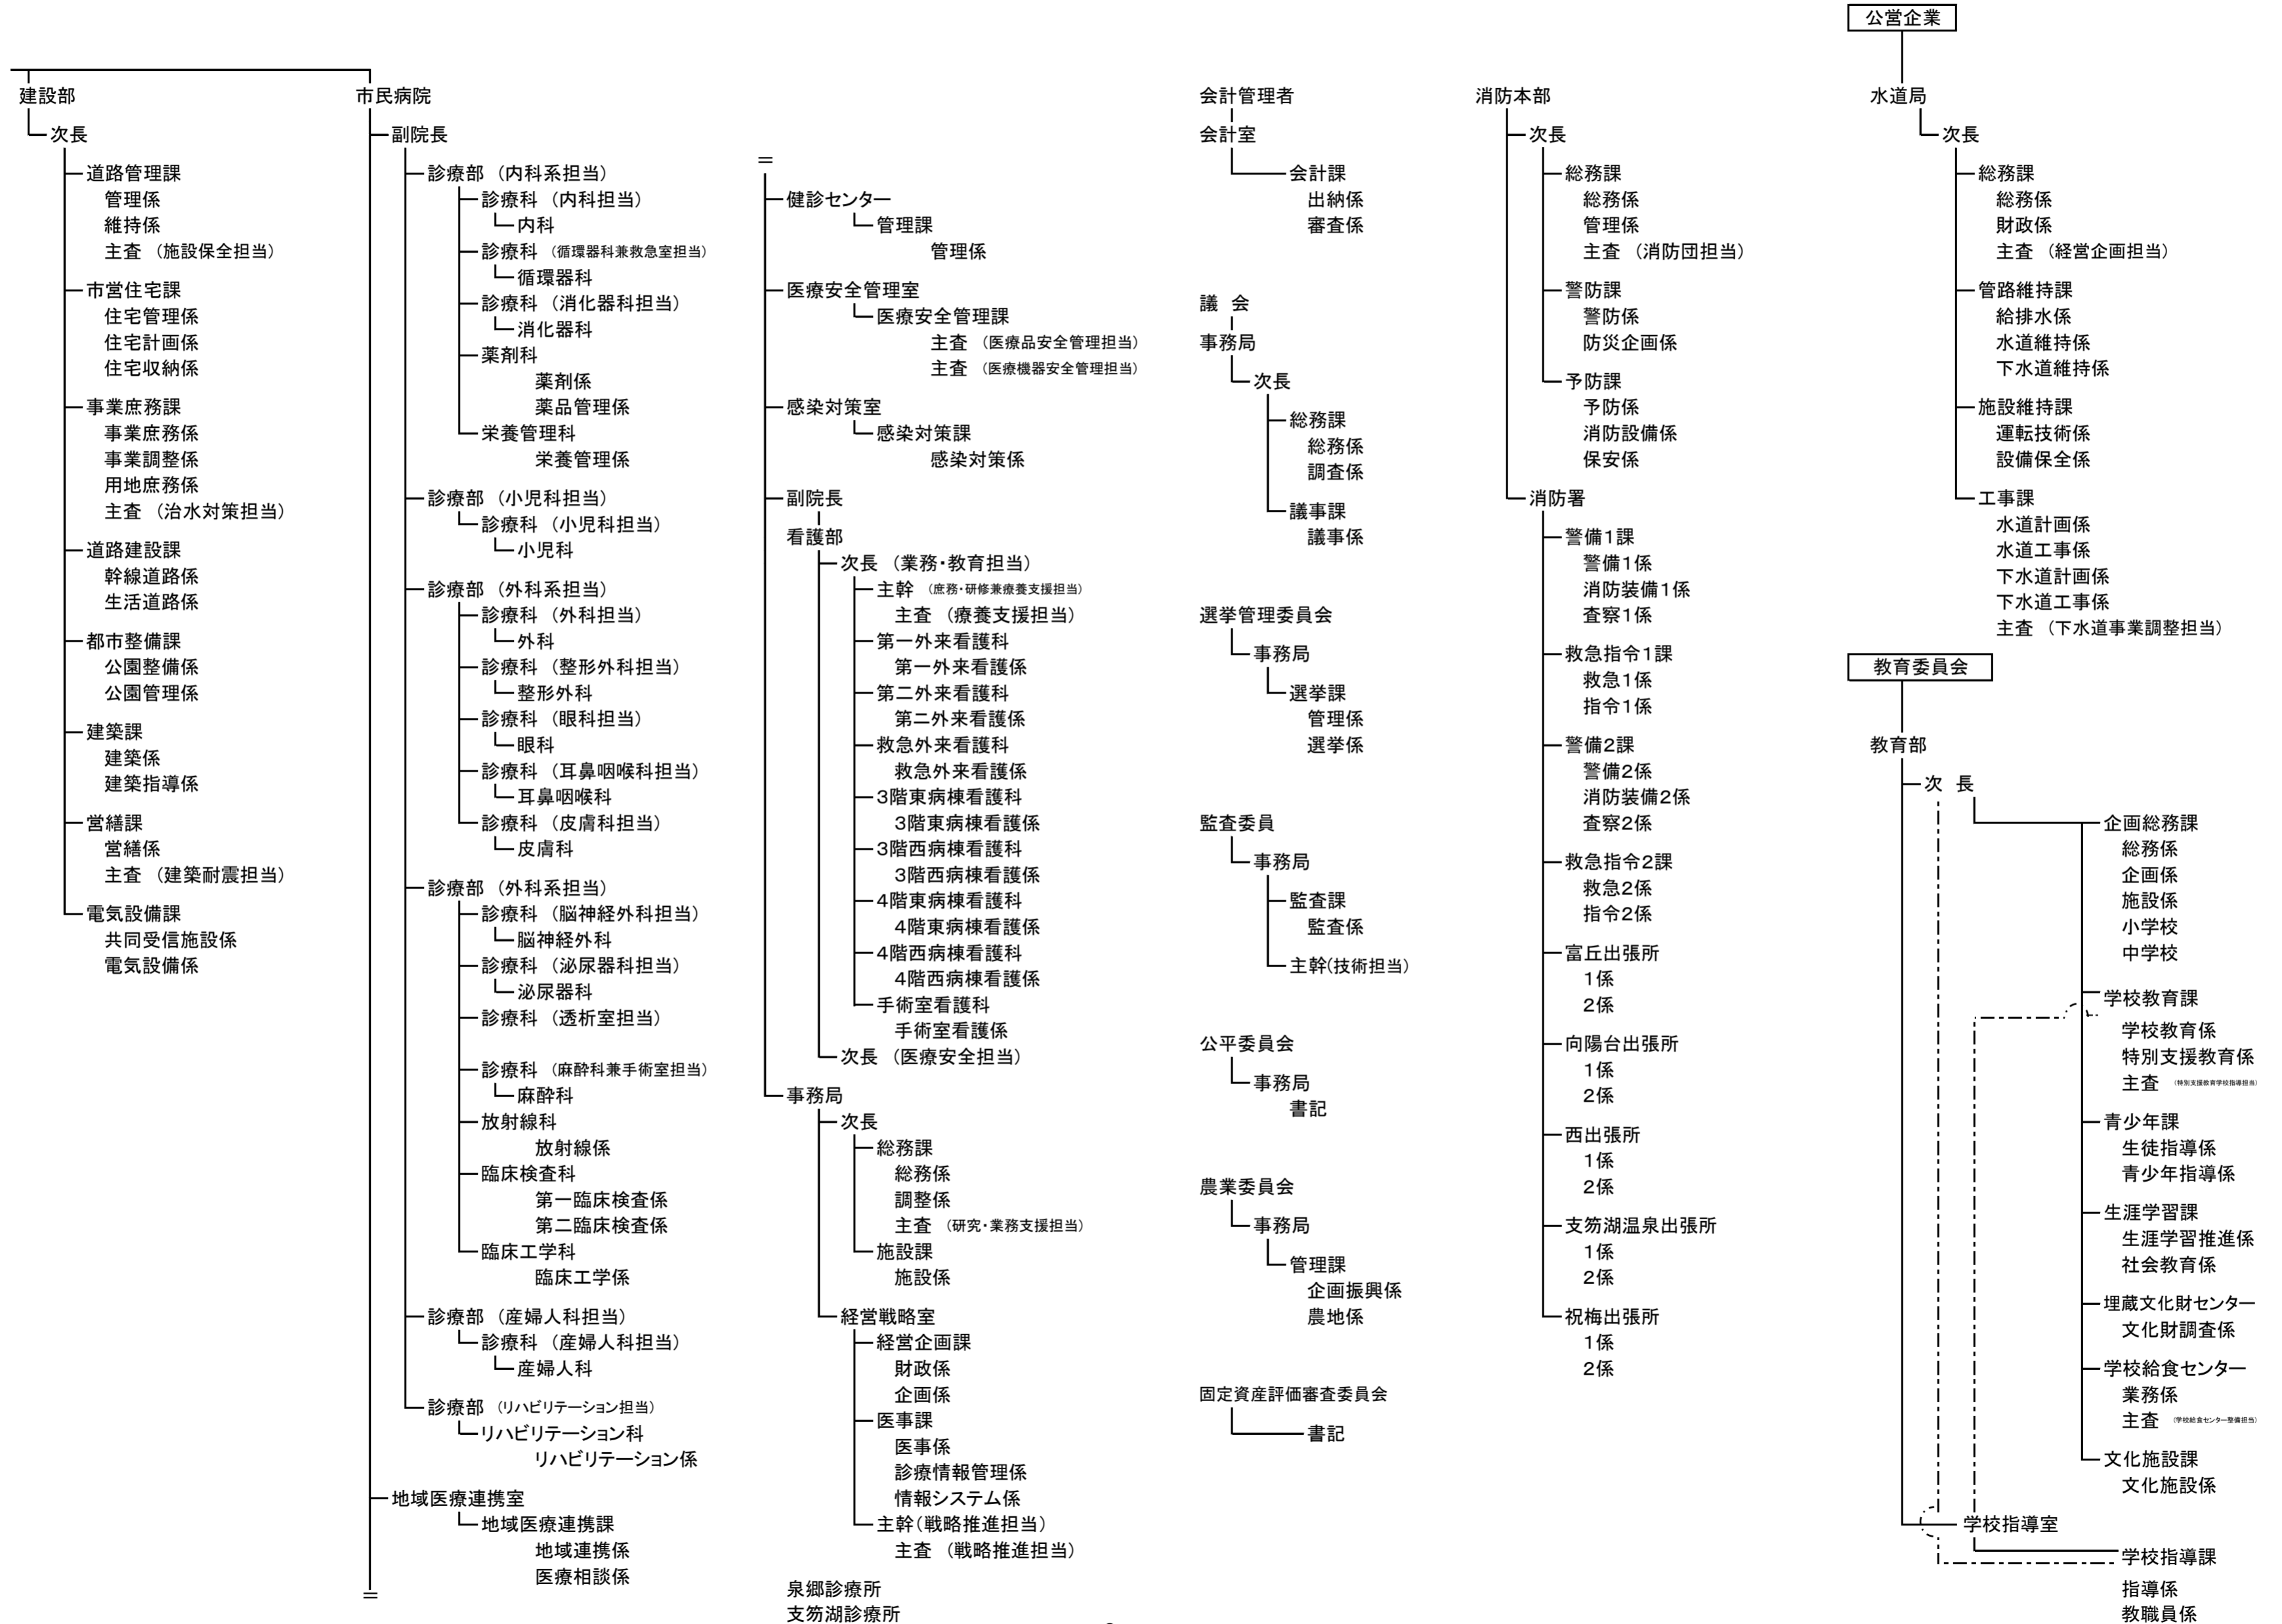 建設部
次長
道路管理課
管理係
維持係
主査（施設保全担当）
市営住宅課
住宅管理係
住宅計画係
住宅収納係
事業庶務課
事業庶務係
事業調整係
用地庶務係
主査（治水対策担当）
道路建設課
幹線道路係
生活道路係
都市整備課
公園整備係
公園管理係
建築課
建築係
建築指導係
営繕課
営繕係
主査（建築耐震担当）
電気設備課
共同受信施設係
電気設備係
市民病院
副院長
診療部（内科系担当）
診療科（内科担当）
内科
診療科（循環器科兼救急室担当）
循環器科
診療科（消化器科担当）
消化器科
薬剤科
薬剤係
薬品管理係
栄養管理科
栄養管理係
診療部（小児科担当）
診療科（小児科担当）
小児科
診療部（外科系担当）
診療科（外科担当）
外科
診療科（整形外科担当）
整形外科
診療科（眼科担当）
眼科
診療科（耳鼻咽喉科担当）
耳鼻咽喉科
診療科（皮膚科担当）
皮膚科
診療部（外科系担当）
診療科（脳神経外科担当）
脳神経外科
診療科（泌尿器科担当）
泌尿器科
診療科（透析室担当）
診療科（麻酔科兼手術室担当）
麻酔科
放射線科
放射線係
臨床検査科
第一臨床検査係
第二臨床検査係
臨床工学科
臨床工学係
診療部（産婦人科担当）
診療科（産婦人科担当）
産婦人科
診療部（リハビリテーション担当）
リハビリテーション科
リハビリテーション係
地域医療連携室
地域医療連携課
地域連携係
医療相談係
＝
＝
健診センター
管理課
管理係
医療安全管理室
医療安全管理課
主査（医療品安全管理担当）
主査（医療機器安全管理担当）
感染対策室
感染対策課
感染対策係
副院長
看護部
次長（業務・教育担当）
主幹（庶務・研修兼療養支援担当）
主査（療養支援担当）
第一外来看護科
第一外来看護係
第二外来看護科
第二外来看護係
救急外来看護科
救急外来看護係
3階東病棟看護科
3階東病棟看護係
3階西病棟看護科
3階西病棟看護係
4階東病棟看護科
4階東病棟看護係
4階西病棟看護科
4階西病棟看護係
手術室看護科
手術室看護係
次長（医療安全担当）
事務局
次長
総務課
総務係
調整係
主査（研究・業務支援担当）
施設課
施設係
経営戦略室
経営企画課
財政係
企画係
医事課
医事係
診療情報管理係
情報システム係
主幹(戦略推進担当)
主査（戦略推進担当）
泉郷診療所
支笏湖診療所
会計管理者
会計室
会計課
出納係
審査係
議　会
事務局
次長
総務課
総務係
調査係
議事課
議事係
選挙管理委員会
事務局
選挙課
管理係
選挙係
監査委員
事務局
監査課
監査係
主幹(技術担当)
公平委員会
事務局
書記
農業委員会
事務局
管理課
企画振興係
農地係
固定資産評価審査委員会
書記
消防本部
次長
総務課
総務係
管理係
主査（消防団担当）
警防課
警防係
防災企画係
予防課
予防係
消防設備係
保安係
消防署
警備1課
警備1係
消防装備1係
査察1係
救急指令1課
救急1係
指令1係
警備2課
警備2係
消防装備2係
査察2係
救急指令2課
救急2係
指令2係
富丘出張所
1係
2係
向陽台出張所
1係
2係
西出張所
1係
2係
支笏湖温泉出張所
1係
2係
祝梅出張所
1係
2係
公営企業
水道局
次長
総務課
総務係
財政係
主査（経営企画担当）
管路維持課
給排水係
水道維持係
下水道維持係
施設維持課
運転技術係
設備保全係
工事課
水道計画係
水道工事係
下水道計画係
下水道工事係
主査（下水道事業調整担当）
教育委員会
教育部
次　長
企画総務課
総務係
企画係
施設係
小学校
中学校
学校教育課
学校教育係
特別支援教育係
主査（特別支援教育学校指導担当）
青少年課
生徒指導係
青少年指導係
生涯学習課
生涯学習推進係
社会教育係
埋蔵文化財センター
文化財調査係
学校給食センター
業務係
主査（学校給食センター整備担当）
文化施設課
文化施設係
学校指導室
学校指導課
指導係
教職員係